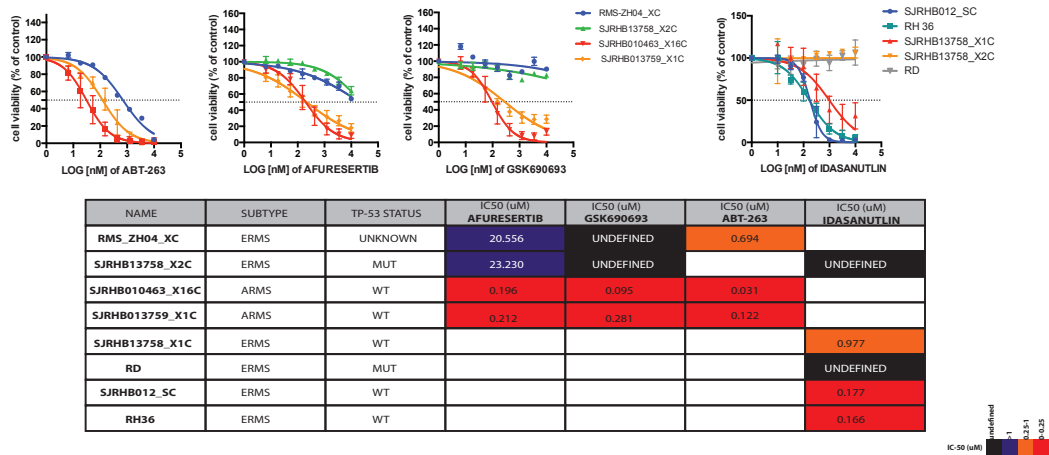 cell viability (% of control)
140
120
100
80
60
40
20
0
0 1 2 3 4 5
LOG [nM] of ABT-263
cell viability (% of control)
160
140
120
100
80
60
40
20
0
0 1 2 3 4 5
LOG [nM] of AFURESERTIB
cell viability (% of control)
160
140
120
100
80
60
40
20
0
0 1 2 3 4 5
LOG [nM] of GSK690693
RMS-ZH04_XC
SJRHB13758_X2C
SJRHB010463_X16C
SJRHB013759_X1C
cell viability (% of control)
150
100
50
0
0 1 2 3 4 5
LOG [nM] of IDASANUTLIN
SJRHB012_SC
RH 36
SJRHB13758_X1C
SJRHB13758_X2C
RD
NAME SUBTYPE TP-53 STATUS IC50 (uM) AFURESERTIB IC50 (uM) GSK690693 IC50 (uM) ABT-263 IC50 (uM) IDASANUTLIN
RMS_ZH04_XC ERMS UNKNOWN 20.556 UNDEFINED 0.694
SJRHB13758_X2C ERMS MUT 23.230 UNDEFINED UNDEFINED
SJRHB010463_X16C ARMS WT 0.196 0.095 0.031
SJRHB013759_X1C ARMS WT 0.212 0.281 0.122
SJRHB13758_X1C ERMS WT 0.977
RD ERMS MUT UNDEFINED
SJRHB012_SC ERMS WT 0.177
RH36 ERMS WT 0.166
IC-50 (uM)
undefined
>1
0.25-1
0-0.25